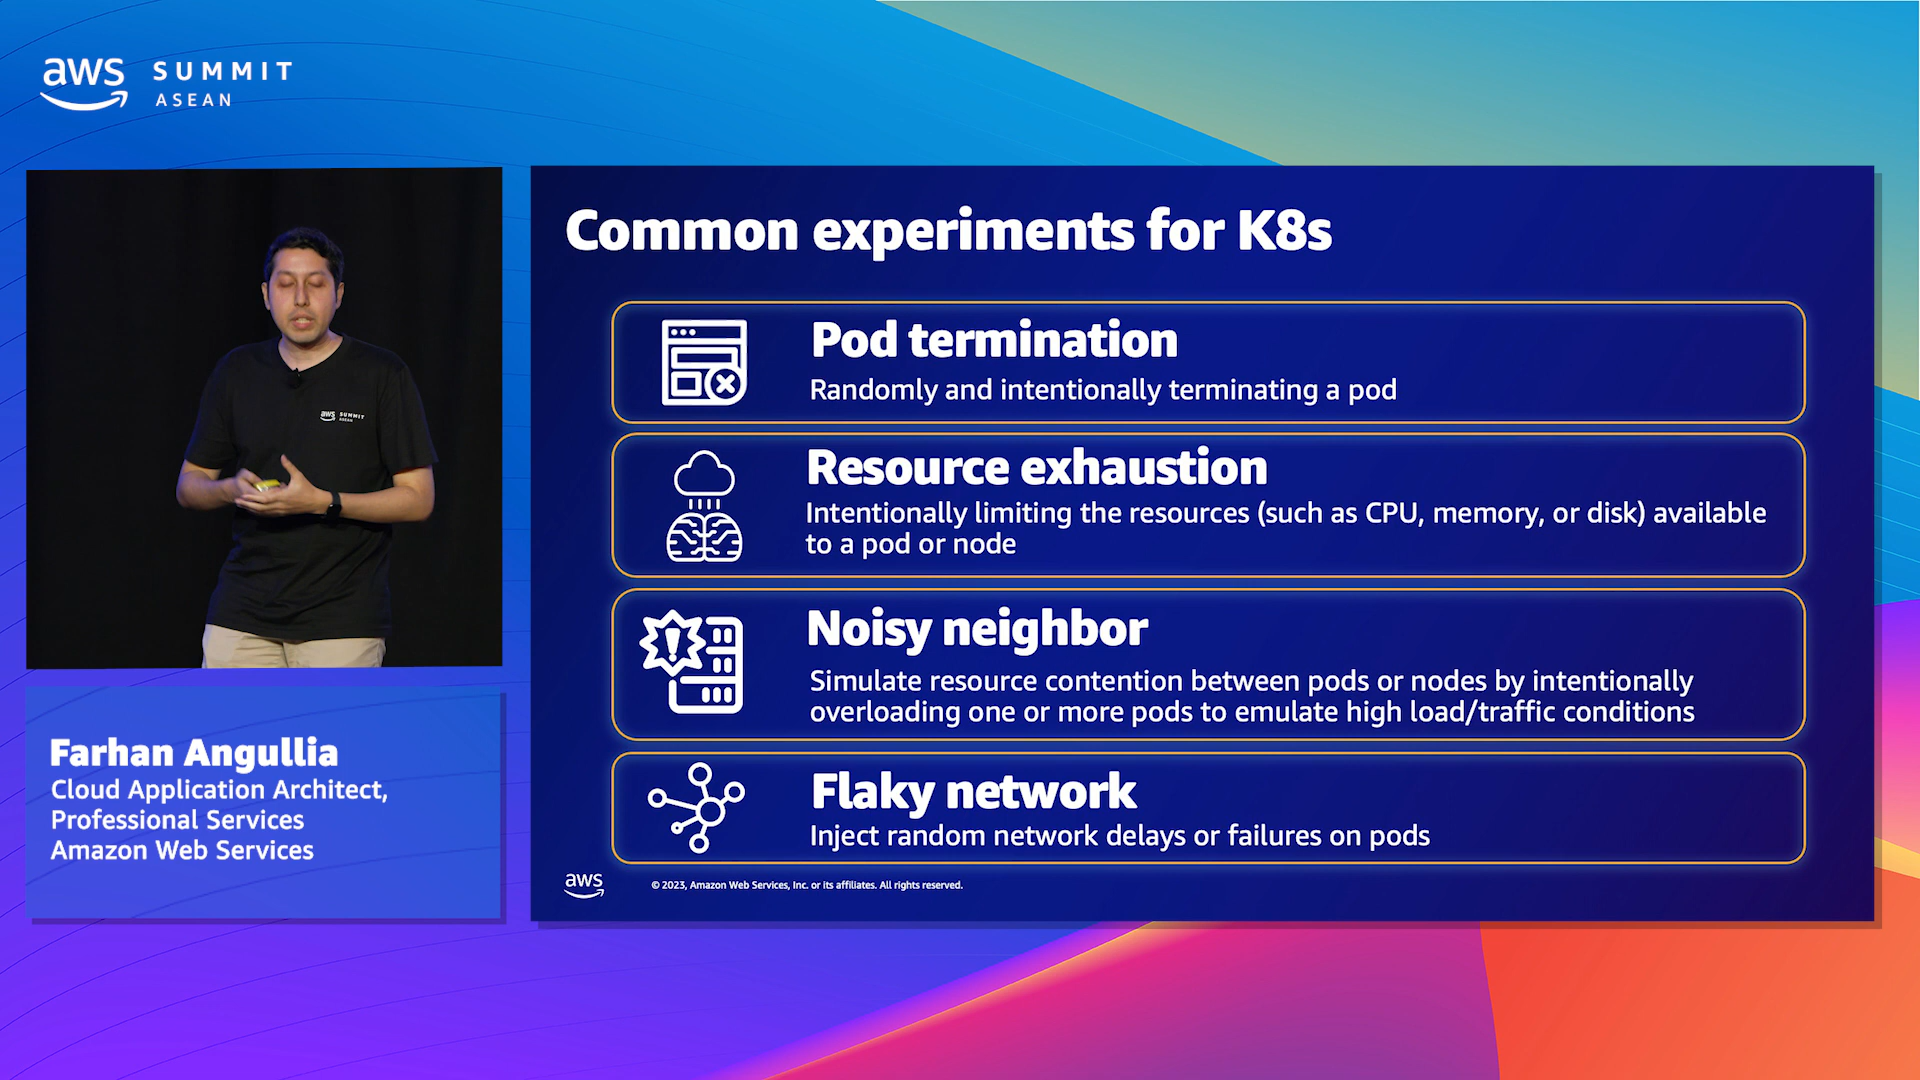 aws SUMMIT
ASEAN
aws SUMMIT
ASEAN
Farhan Angullia
Cloud Application Architect,
Professional Services
Amazon Web Services
Common experiments for K8s
Pod termination
Randomly and intentionally terminating a pod
Resource exhaustion
Intentionally limiting the resources (such as CPU, memory, or disk) available
to a pod or node
Noisy neighbor
Simulate resource contention between pods or nodes by intentionally
overloading one or more pods to emulate high load/traffic conditions
Flaky network
Inject random network delays or failures on pods
aws
© 2023, Amazon Web Services, Inc. or its affiliates. All rights reserved.